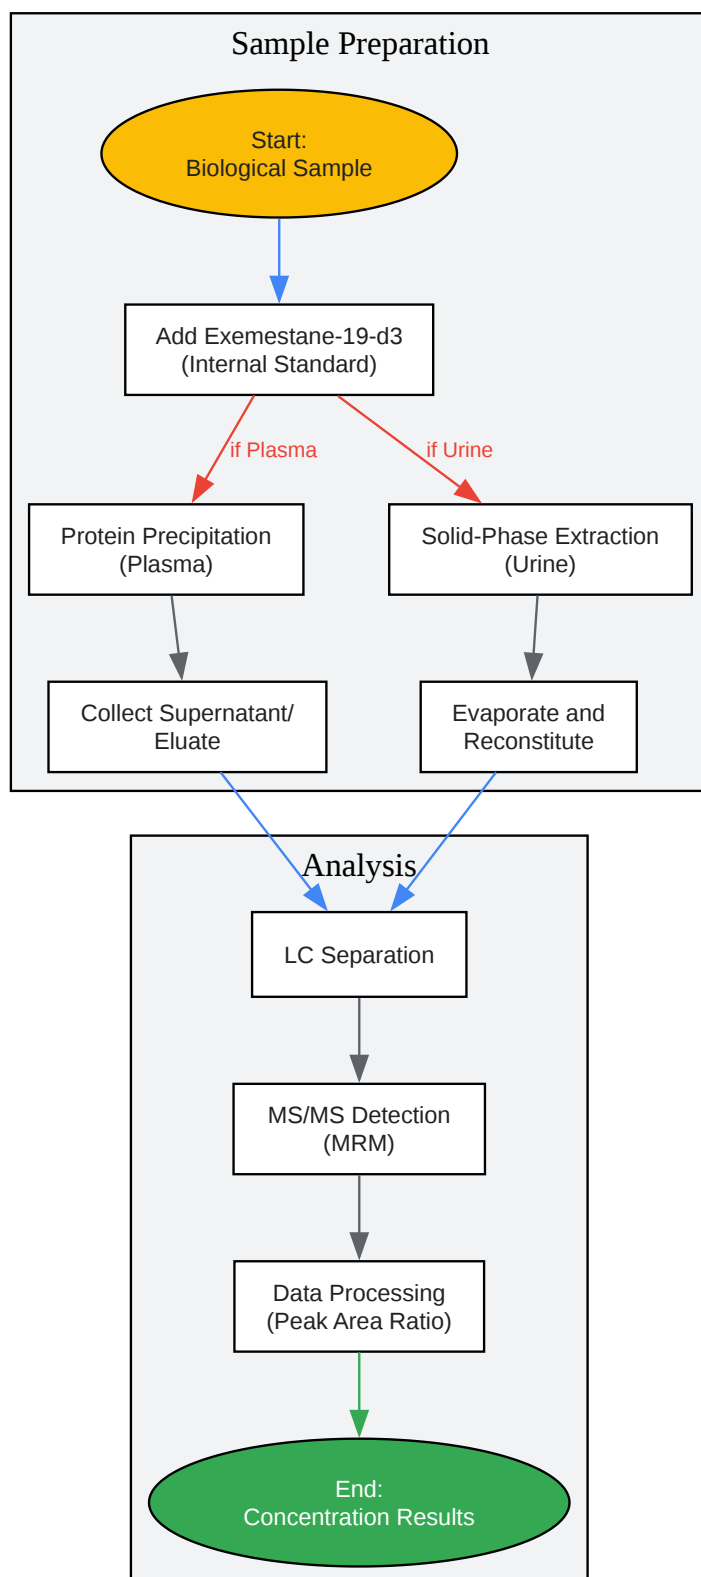 Sample Preparation
Start:
Biological Sample
Add Exemestane-19-d3
(Internal Standard)
if Plasma
if Urine
Protein Precipitation
(Plasma)
Solid-Phase Extraction
(Urine)
Collect Supernatant/
Eluate
Evaporate and
Reconstitute
Analysis
LC Separation
MS/MS Detection
(MRM)
Data Processing
(Peak Area Ratio)
End:
Concentration Results